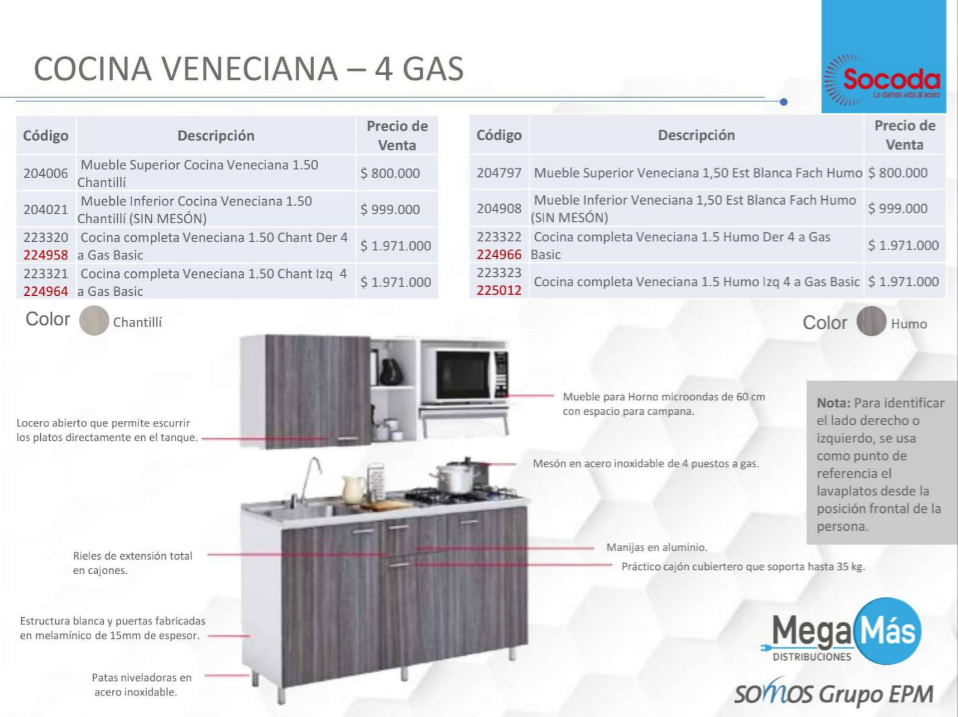 COCINA VENECIANA – 4 GAS
Socoda
Le damos vida al acero
Código Descripción Precio de Venta
204006 Mueble Superior Cocina Veneciana 1.50 Chantillí $ 800.000
204021 Mueble Inferior Cocina Veneciana 1.50 Chantillí (SIN MESÓN) $ 999.000
223320 224958 Cocina completa Veneciana 1.50 Chant Der 4 a Gas Basic $ 1.971.000
223321 224964 Cocina completa Veneciana 1.50 Chant Izq 4 a Gas Basic $ 1.971.000
Código Descripción Precio de Venta
204797 Mueble Superior Veneciana 1,50 Est Blanca Fach Humo $ 800.000
204908 Mueble Inferior Veneciana 1,50 Est Blanca Fach Humo (SIN MESÓN) $ 999.000
223322 224966 Cocina completa Veneciana 1.5 Humo Der 4 a Gas Basic $ 1.971.000
223323 225012 Cocina completa Veneciana 1.5 Humo Izq 4 a Gas Basic $ 1.971.000
Color Chantillí
Color Humo
Mueble para Horno microondas de 60 cm
con espacio para campana.
Locero abierto que permite escurrir
los platos directamente en el tanque.
Mesón en acero inoxidable de 4 puestos a gas.
Nota: Para identificar
el lado derecho o
izquierdo, se usa
como punto de
referencia el
lavaplatos desde la
posición frontal de la
persona.
Rieles de extensión total
en cajones.
Manijas en aluminio.
Práctico cajón cubiertero que soporta hasta 35 kg.
Estructura blanca y puertas fabricadas
en melamínico de 15mm de espesor.
Patas niveladoras en
acero inoxidable.
MegaMás
DISTRIBUCIONES
SOMOS Grupo EPM